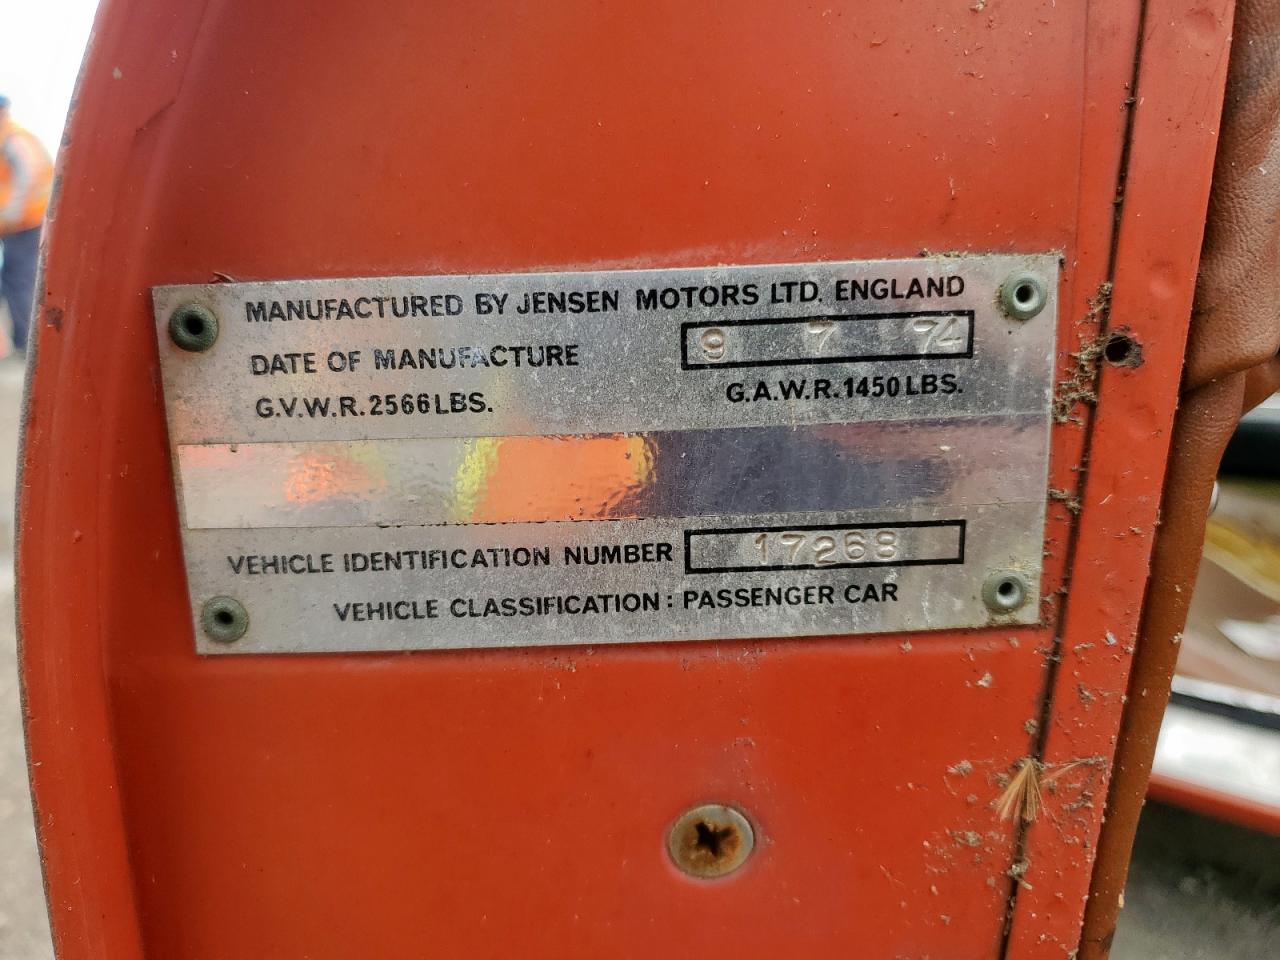 MANUFACTURED BY JENSEN MOTORS LTD. ENGLAND
DATE OF MANUFACTURE 9 7 74
G.V.W.R. 2566 LBS. G.A.W.R. 1450 LBS.
VEHICLE IDENTIFICATION NUMBER 17268
VEHICLE CLASSIFICATION: PASSENGER CAR